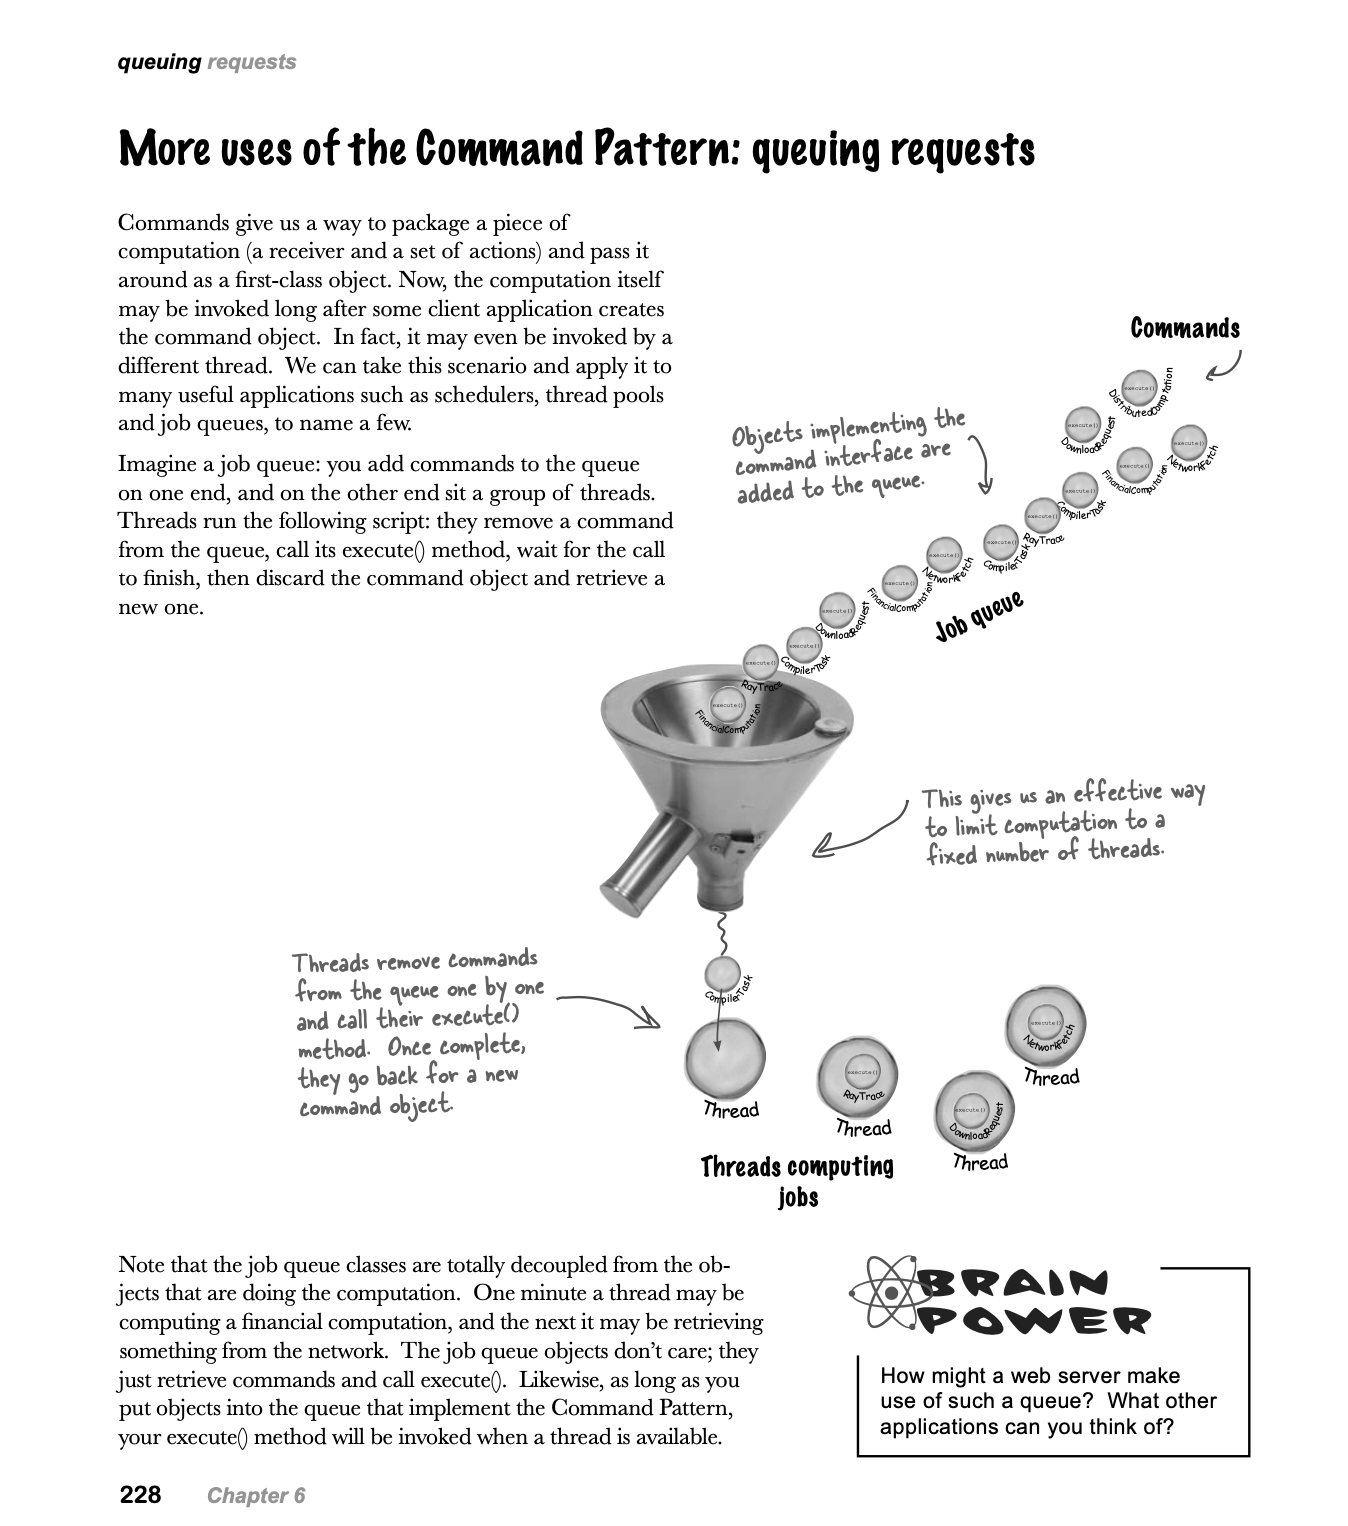 queuing requests
More uses of the Command Pattern: queuing requests
Commands give us a way to package a piece of
computation (a receiver and a set of actions) and pass it
around as a first-class object. Now, the computation itself
may be invoked long after some client application creates
the command object.  In fact, it may even be invoked by a
different thread.  We can take this scenario and apply it to
many useful applications such as schedulers, thread pools
and job queues, to name a few.
Imagine a job queue: you add commands to the queue
on one end, and on the other end sit a group of threads.
Threads run the following script: they remove a command
from the queue, call its execute() method, wait for the call
to finish, then discard the command object and retrieve a
new one.
Commands
execute()
DistributedComputation
execute()
DownloadRequest
execute()
NetworkFetch
execute()
FinancialComputation
execute()
CompilerTask
execute()
RayTrace
execute()
CompilerTask
Objects implementing the
command interface are
added to the queue.
execute()
NetworkFetch
execute()
FinancialComputation
execute()
DownloadRequest
Job queue
execute()
CompilerTask
execute()
RayTrace
execute()
FinancialComputation
This gives us an effective way
to limit computation to a
fixed number of threads.
Threads remove commands
from the queue one by one
and call their execute()
method.  Once complete,
they go back for a new
command object.
CompilerTask
Thread
execute()
RayTrace
Thread
execute()
DownloadRequest
Thread
execute()
NetworkFetch
Thread
Threads computing
jobs
Note that the job queue classes are totally decoupled from the ob-
jects that are doing the computation.  One minute a thread may be
computing a financial computation, and the next it may be retrieving
something from the network.  The job queue objects don’t care; they
just retrieve commands and call execute().  Likewise, as long as you
put objects into the queue that implement the Command Pattern,
your execute() method will be invoked when a thread is available.
BRAIN
POWER
How might a web server make
use of such a queue?  What other
applications can you think of?
228 Chapter 6